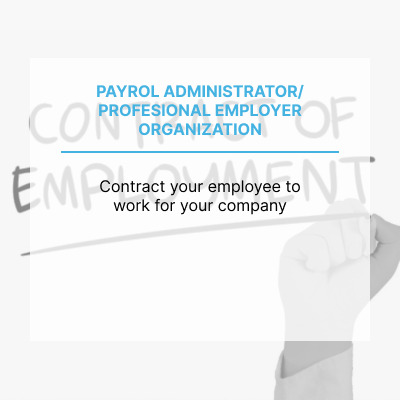 PAYROL ADMINISTRATOR/
PROFESIONAL EMPLOYER
ORGANIZATION
Contract your employee to
work for your company
CONTRACT OF
EMPLOYMENT